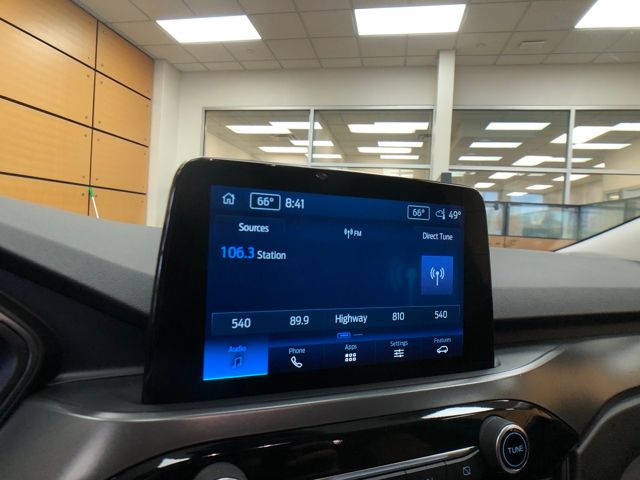 66° 8:41 66° 49°
Sources FM Direct Tune
106.3 Station
540 89.9 Highway 810 540
Audio Phone Apps Settings Features
TUNE